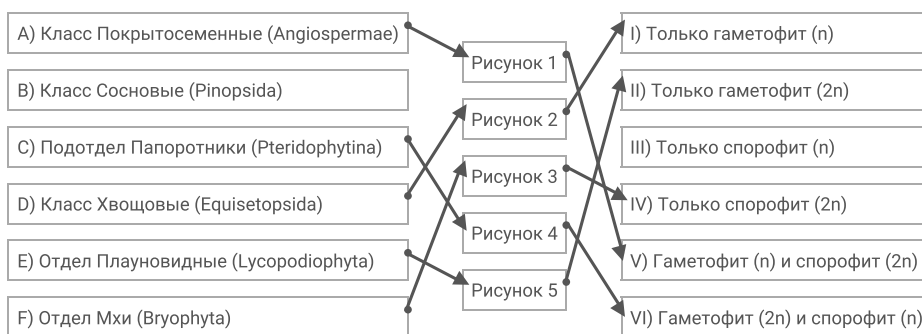 A) Класс Покрытосеменные (Angiospermae)
B) Класс Сосновые (Pinopsida)
C) Подотдел Папоротники (Pteridophytina)
D) Класс Хвощовые (Equisetopsida)
E) Отдел Плауновидные (Lycopodiophyta)
F) Отдел Мхи (Bryophyta)
Рисунок 1
Рисунок 2
Рисунок 3
Рисунок 4
Рисунок 5
I) Только гаметофит (n)
II) Только гаметофит (2n)
III) Только спорофит (n)
IV) Только спорофит (2n)
V) Гаметофит (n) и спорофит (2n)
VI) Гаметофит (2n) и спорофит (n)